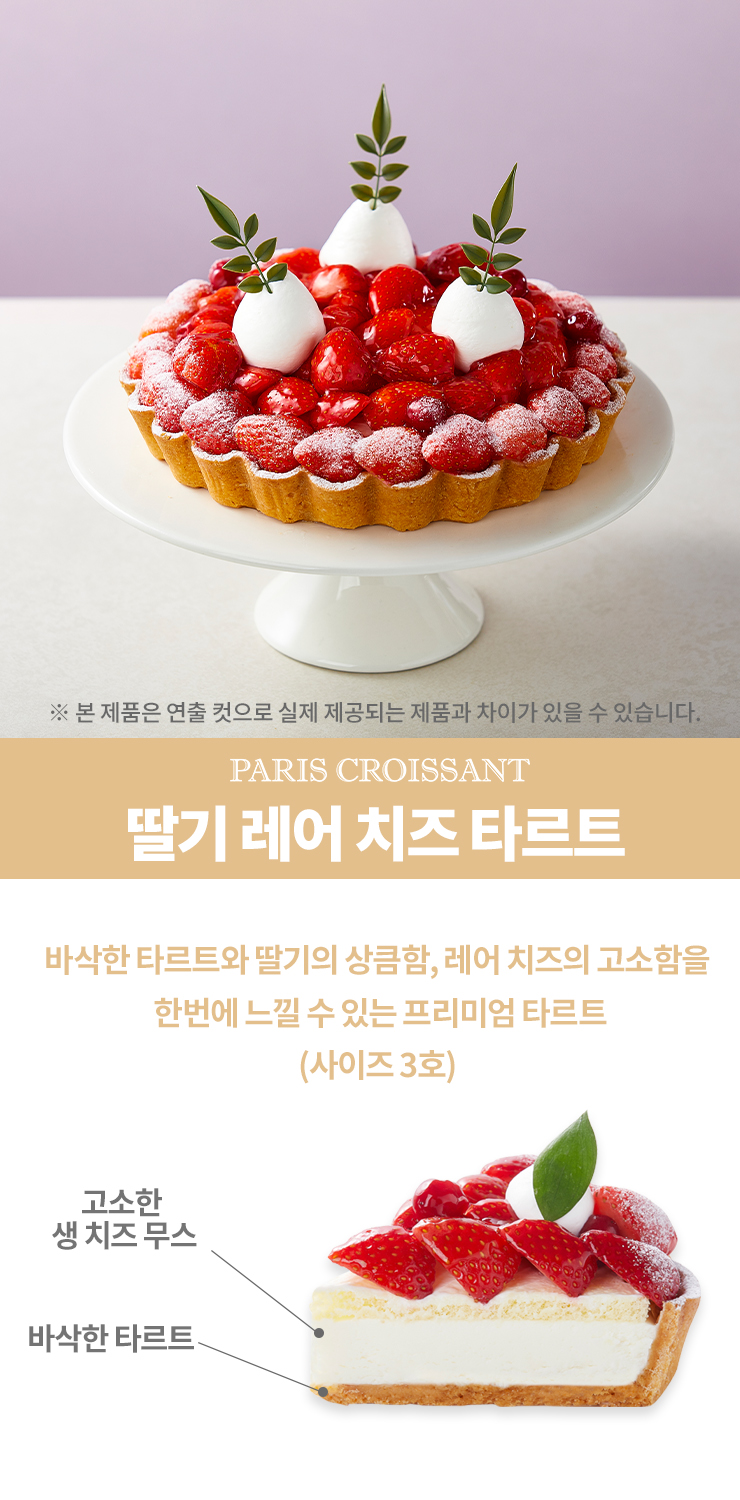 ※ 본 제품은 연출 컷으로 실제 제공되는 제품과 차이가 있을 수 있습니다.
PARIS CROISSANT
딸기 레어 치즈 타르트
바삭한 타르트와 딸기의 상큼함, 레어 치즈의 고소함을
한번에 느낄 수 있는 프리미엄 타르트
(사이즈 3호)
고소한
생 치즈 무스
바삭한 타르트